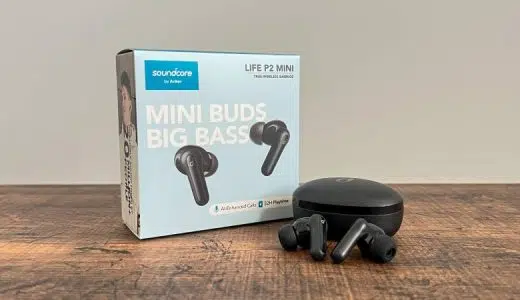 soundcore
by Anker
LIFE P2 MINI
TRUE WIRELESS EARBUDS
MINI BUDS
BIG BASS
AI-Enhanced Calls
32H Playtime